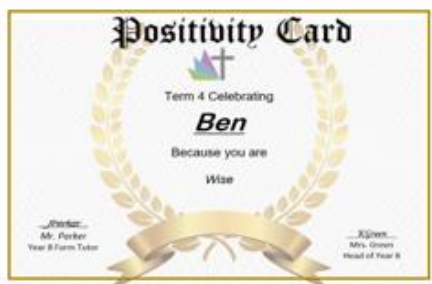 Positivity Card
Term 4 Celebrating
Ben
Because you are
Wise
Mr. Parker
Year 8 Form Tutor
Mrs. Green
Head of Year 8